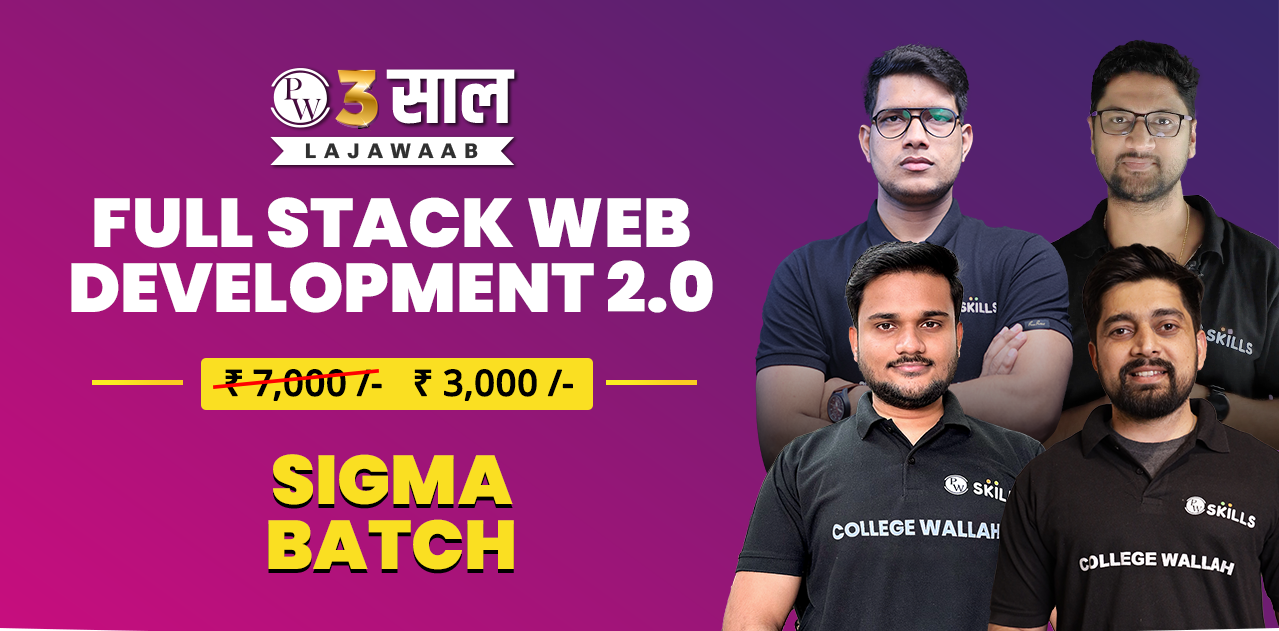 PW 3 साल
LAJAWAAB
FULL STACK WEB
DEVELOPMENT 2.0
₹ 7,000 /- ₹ 3,000 /-
SIGMA
BATCH
SKILLS
SKILLS
PW SKIL
COLLEGE WALLAH
PW SKILLS
COLLEGE WALLAH